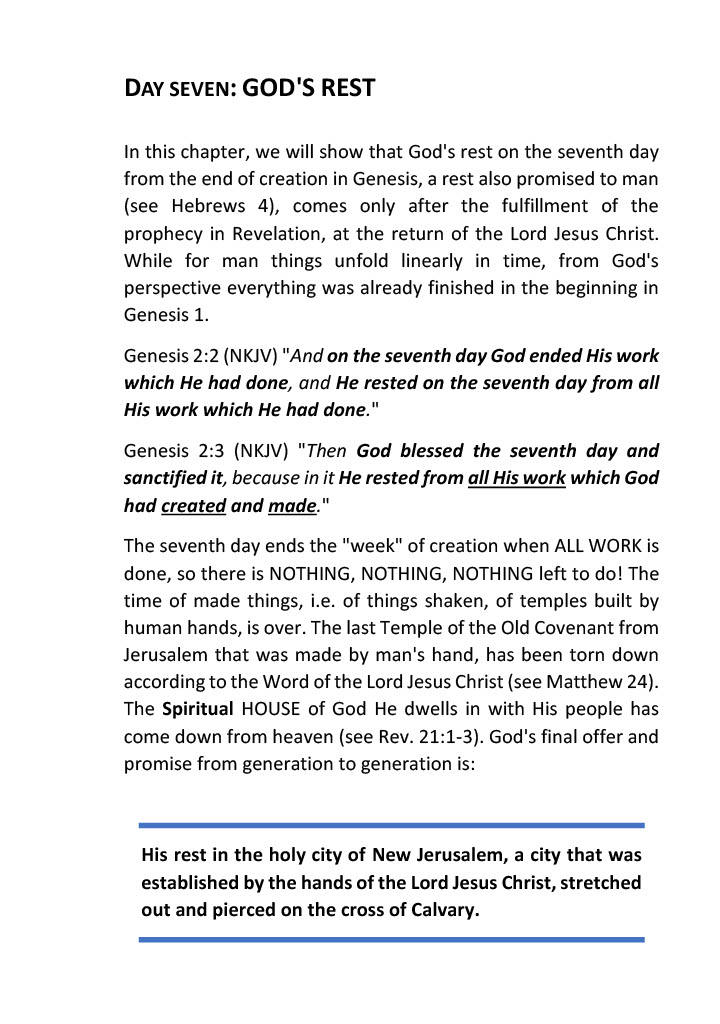 DAY SEVEN: GOD'S REST
In this chapter, we will show that God's rest on the seventh day
from the end of creation in Genesis, a rest also promised to man
(see Hebrews 4), comes only after the fulfillment of the
prophecy in Revelation, at the return of the Lord Jesus Christ.
While for man things unfold linearly in time, from God's
perspective everything was already finished in the beginning in
Genesis 1.
Genesis 2:2 (NKJV) "And on the seventh day God ended His work
which He had done, and He rested on the seventh day from all
His work which He had done."
Genesis 2:3 (NKJV) "Then God blessed the seventh day and
sanctified it, because in it He rested from all His work which God
had created and made."
The seventh day ends the "week" of creation when ALL WORK is
done, so there is NOTHING, NOTHING, NOTHING left to do! The
time of made things, i.e. of things shaken, of temples built by
human hands, is over. The last Temple of the Old Covenant from
Jerusalem that was made by man's hand, has been torn down
according to the Word of the Lord Jesus Christ (see Matthew 24).
The Spiritual HOUSE of God He dwells in with His people has
come down from heaven (see Rev. 21:1-3). God's final offer and
promise from generation to generation is:
His rest in the holy city of New Jerusalem, a city that was
established by the hands of the Lord Jesus Christ, stretched
out and pierced on the cross of Calvary.